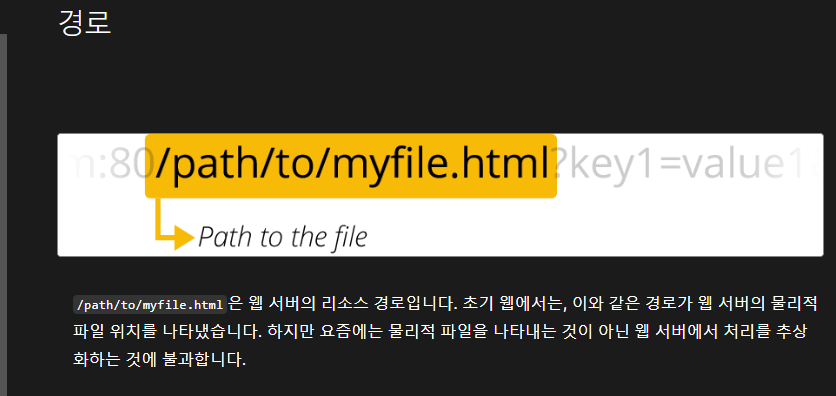 경로
m:80/path/to/myfile.html?key1=value1
Path to the file
/path/to/myfile.html은 웹 서버의 리소스 경로입니다. 초기 웹에서는, 이와 같은 경로가 웹 서버의 물리적
파일 위치를 나타냈습니다. 하지만 요즘에는 물리적 파일을 나타내는 것이 아닌 웹 서버에서 처리를 추상
화하는 것에 불과합니다.